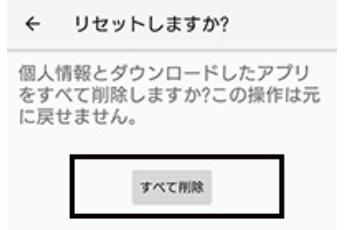 ← リセットしますか?
個人情報とダウンロードしたアプリ
をすべて削除しますか?この操作は元
に戻せません。
すべて削除